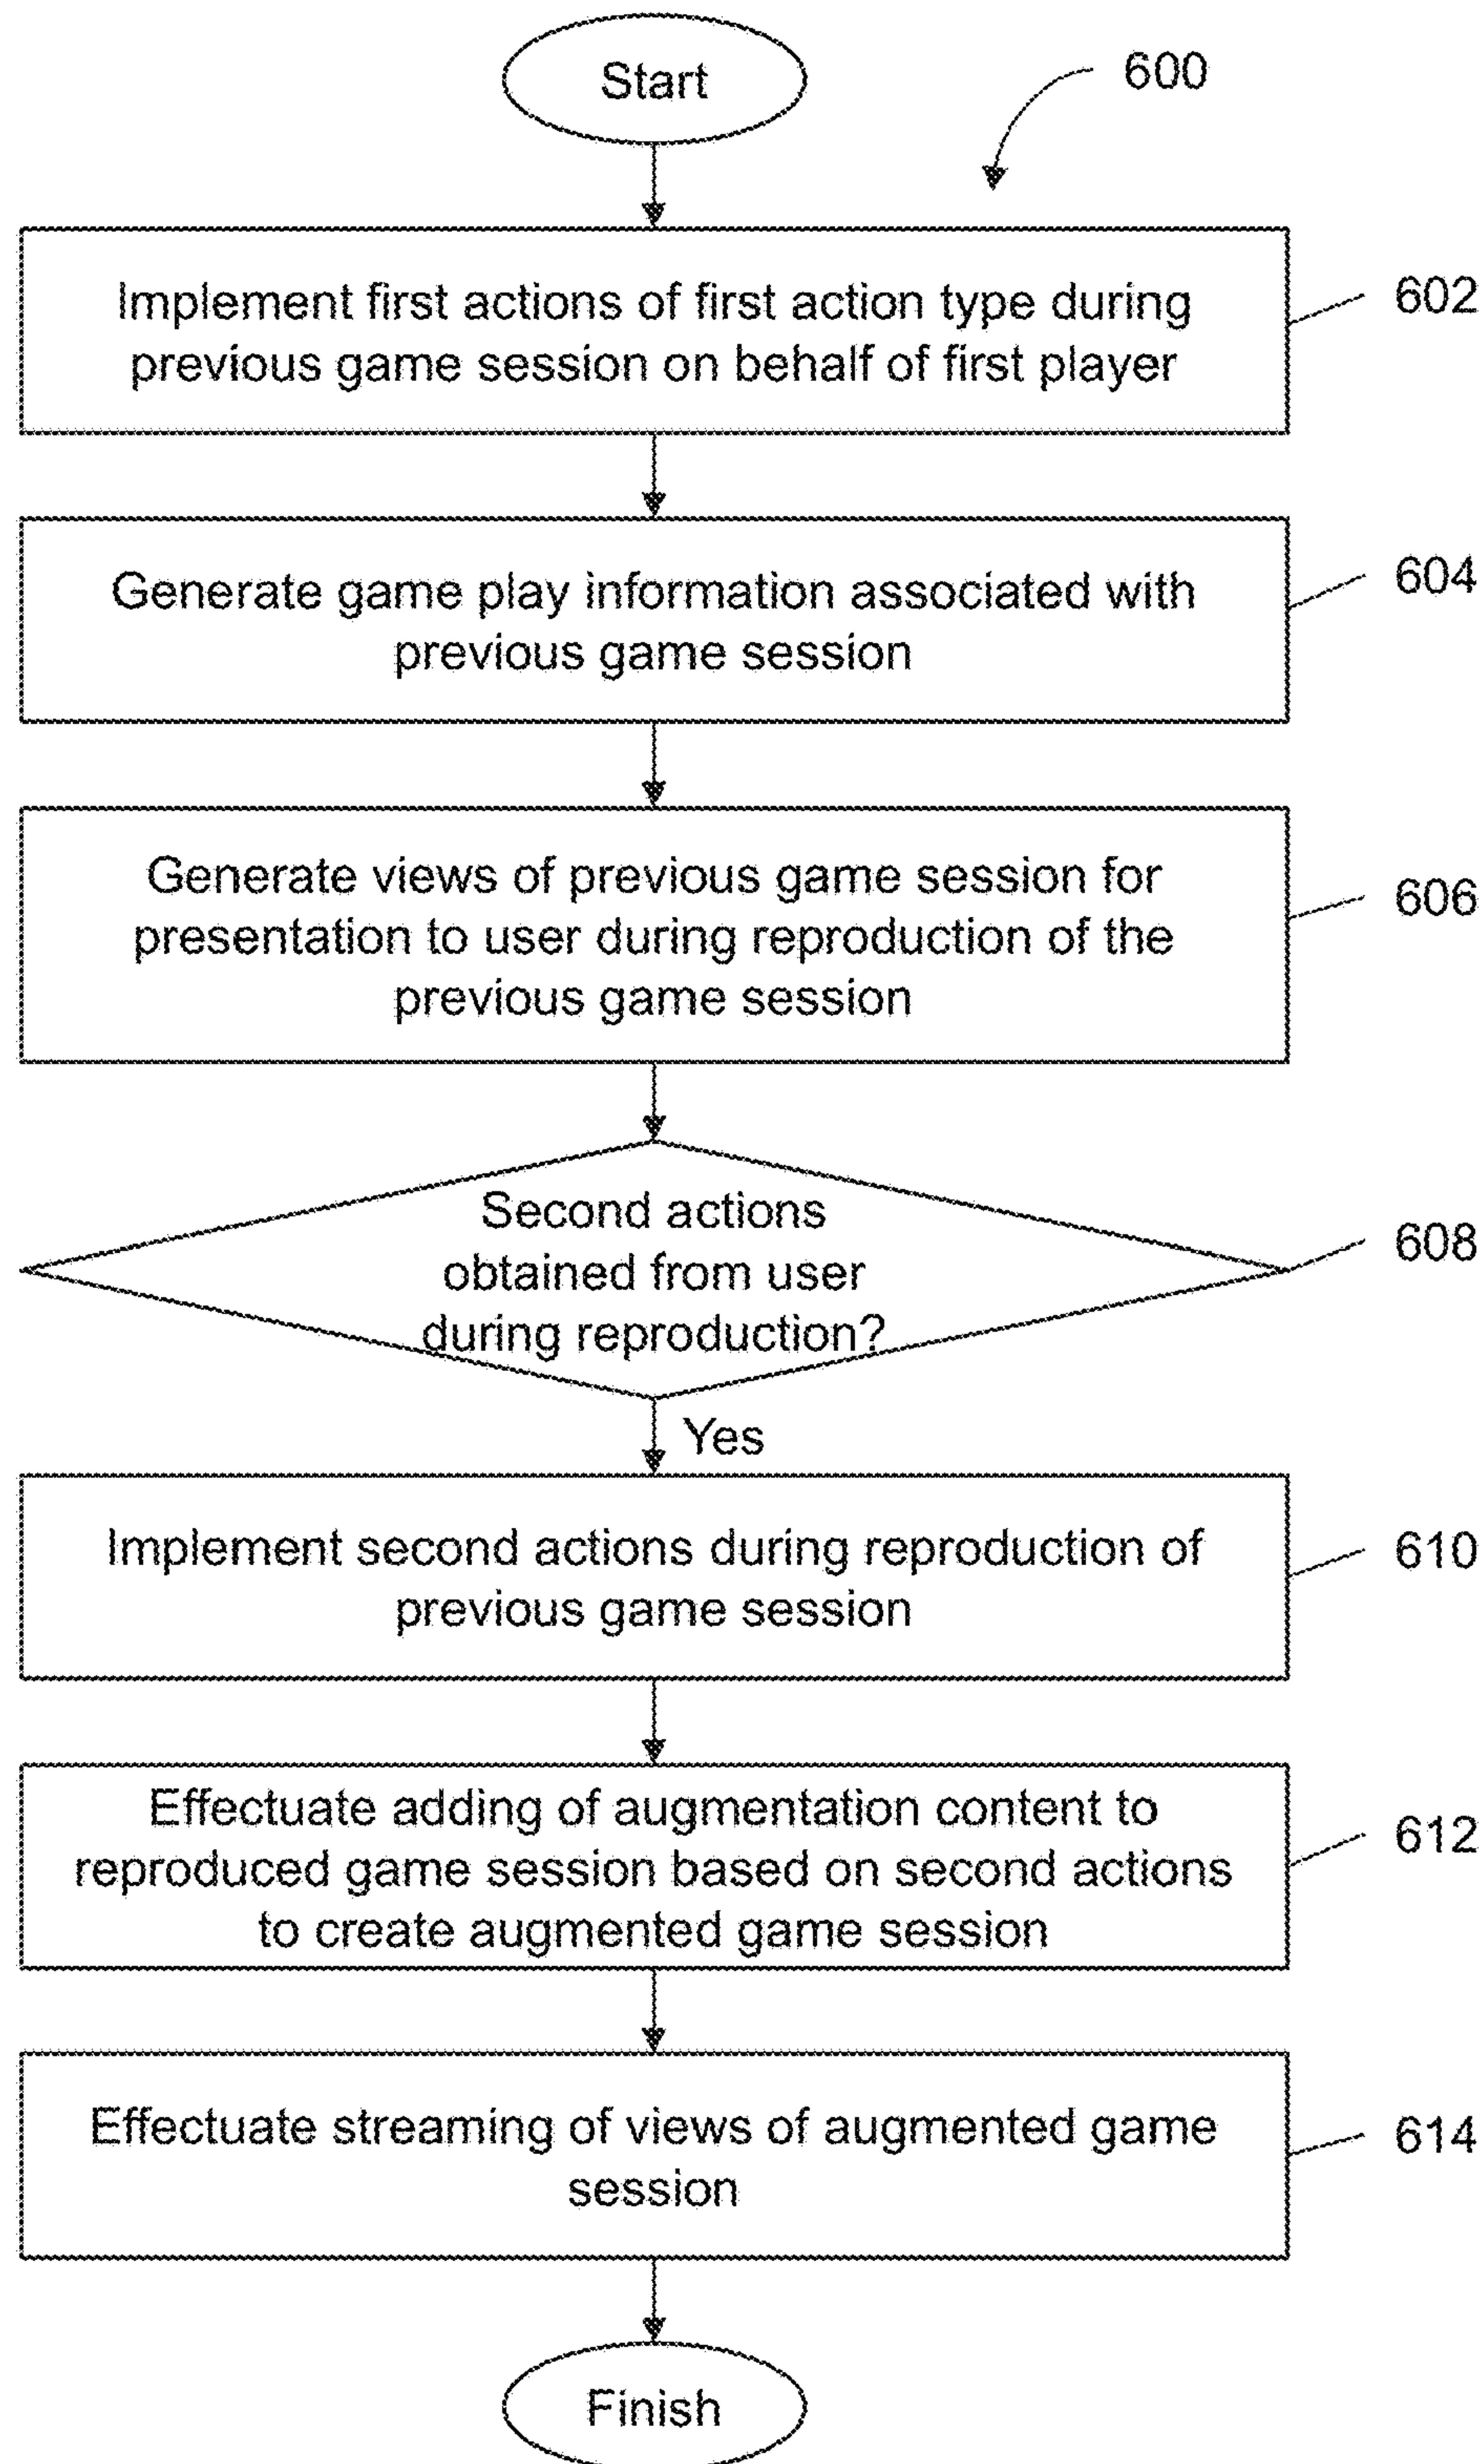 Start
600
Implement first actions of first action type during
previous game session on behalf of first player
602
Generate game play information associated with
previous game session
604
Generate views of previous game session for
presentation to user during reproduction of the
previous game session
606
Second actions
obtained from user
during reproduction?
608
Yes
Implement second actions during reproduction of
previous game session
610
Effectuate adding of augmentation content to
reproduced game session based on second actions
to create augmented game session
612
Effectuate streaming of views of augmented game
session
614
Finish